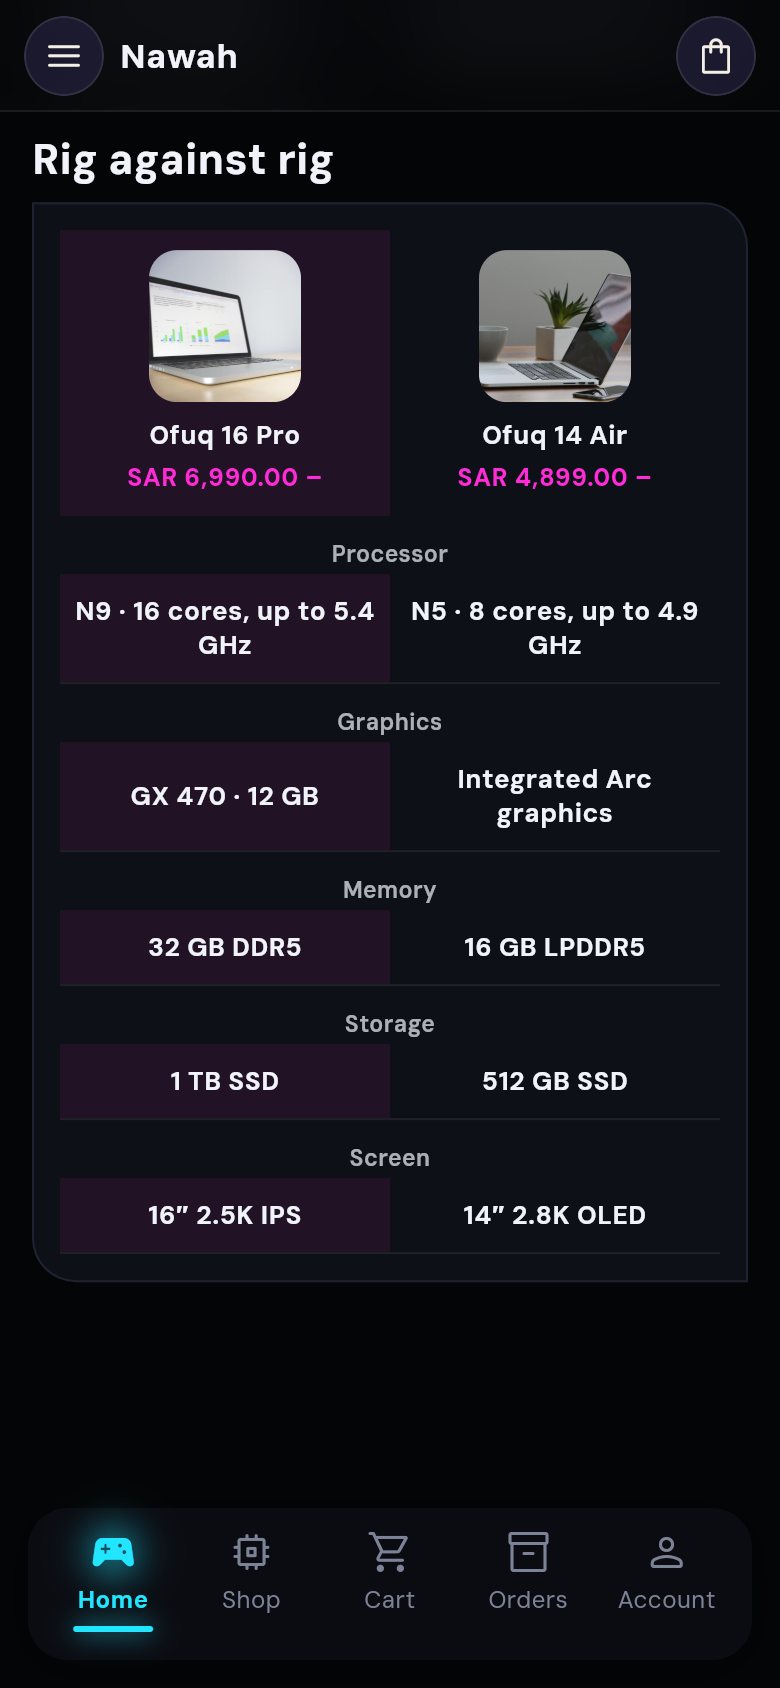 Nawah
Rig against rig
Ofuq 16 Pro
SAR 6,990.00 –
Ofuq 14 Air
SAR 4,899.00 –
Processor
N9 · 16 cores, up to 5.4
GHz
N5 · 8 cores, up to 4.9
GHz
Graphics
GX 470 · 12 GB
Integrated Arc
graphics
Memory
32 GB DDR5
16 GB LPDDR5
Storage
1 TB SSD
512 GB SSD
Screen
16″ 2.5K IPS
14″ 2.8K OLED
Home
Shop
Cart
Orders
Account